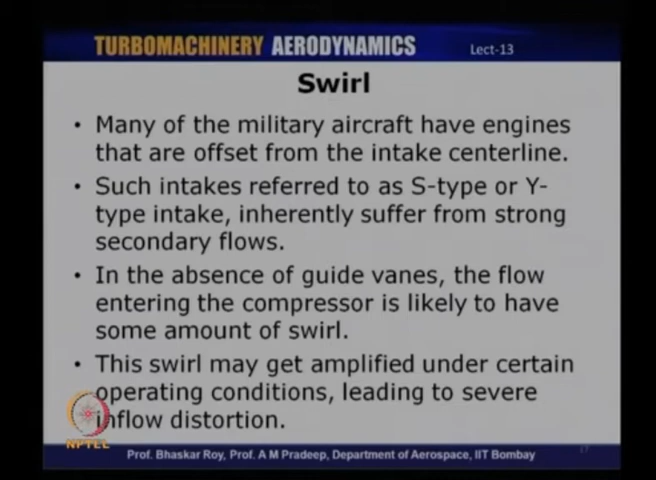 TURBOMACHINERY AERODYNAMICS Lect-13
Swirl
• Many of the military aircraft have engines
that are offset from the intake centerline.
• Such intakes referred to as S-type or Y-
type intake, inherently suffer from strong
secondary flows.
• In the absence of guide vanes, the flow
entering the compressor is likely to have
some amount of swirl.
• This swirl may get amplified under certain
operating conditions, leading to severe
inflow distortion.
NPTEL
Prof. Bhaskar Roy, Prof. A M Pradeep, Department of Aerospace, IIT Bombay